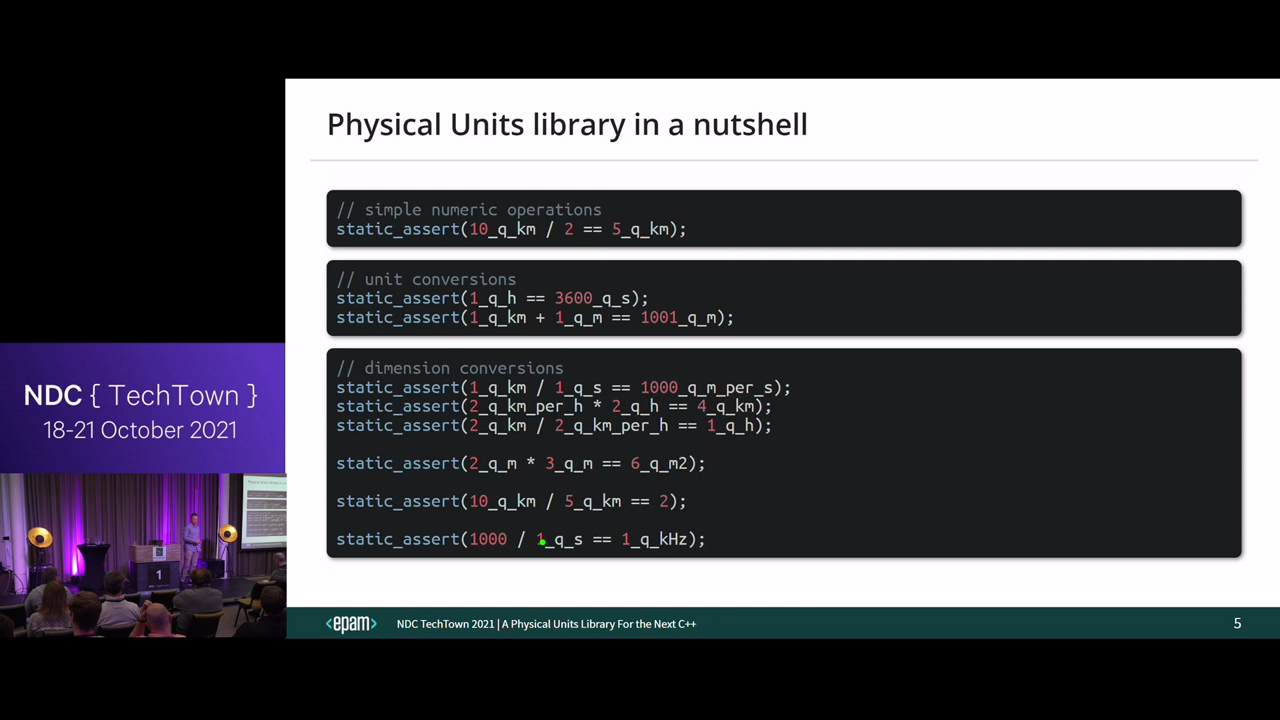 Physical Units library in a nutshell
// simple numeric operations
static_assert(10_q_km / 2 == 5_q_km);
// unit conversions
static_assert(1_q_h == 3600_q_s);
static_assert(1_q_km + 1_q_m == 1001_q_m);
// dimension conversions
static_assert(1_q_km / 1_q_s == 1000_q_m_per_s);
static_assert(2_q_km_per_h * 2_q_h == 4_q_km);
static_assert(2_q_km / 2_q_km_per_h == 1_q_h);
static_assert(2_q_m * 3_q_m == 6_q_m2);
static_assert(10_q_km / 5_q_km == 2);
static_assert(1000 / 1_q_s == 1_q_kHz);
NDC { TechTown }
18-21 October 2021
1
<epam>
NDC TechTown 2021 | A Physical Units Library For the Next C++
5